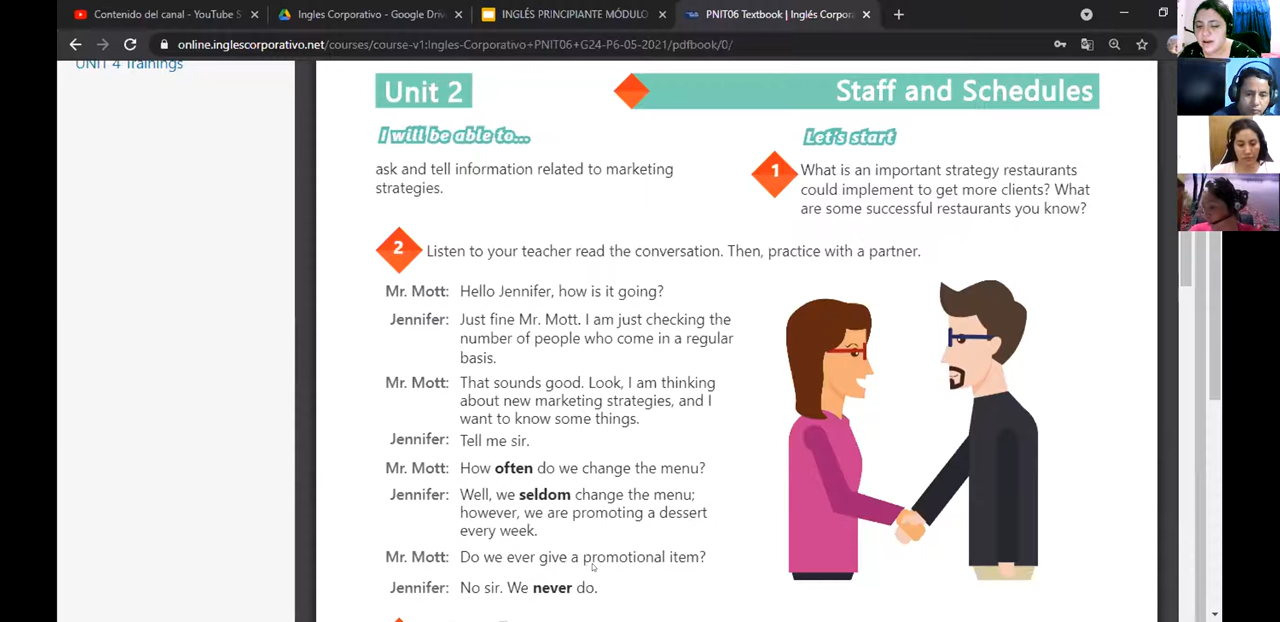 Contenido del canal - YouTube S
Ingles Corporativo - Google Driv
INGLÉS PRINCIPIANTE MÓDULO
PNIT06 Textbook | Inglés Corpora
online.inglescorporativo.net/courses/course-v1:Ingles-Corporativo+PNIT06+G24-P6-05-2021/pdfbook/0/
UNIT 4 Trainings
Unit 2
Staff and Schedules
I will be able to...
ask and tell information related to marketing
strategies.
Let's start
1
What is an important strategy restaurants
could implement to get more clients? What
are some successful restaurants you know?
2
Listen to your teacher read the conversation. Then, practice with a partner.
Mr. Mott: Hello Jennifer, how is it going?
Jennifer: Just fine Mr. Mott. I am just checking the
number of people who come in a regular
basis.
Mr. Mott: That sounds good. Look, I am thinking
about new marketing strategies, and I
want to know some things.
Jennifer: Tell me sir.
Mr. Mott: How often do we change the menu?
Jennifer: Well, we seldom change the menu;
however, we are promoting a dessert
every week.
Mr. Mott: Do we ever give a promotional item?
Jennifer: No sir. We never do.